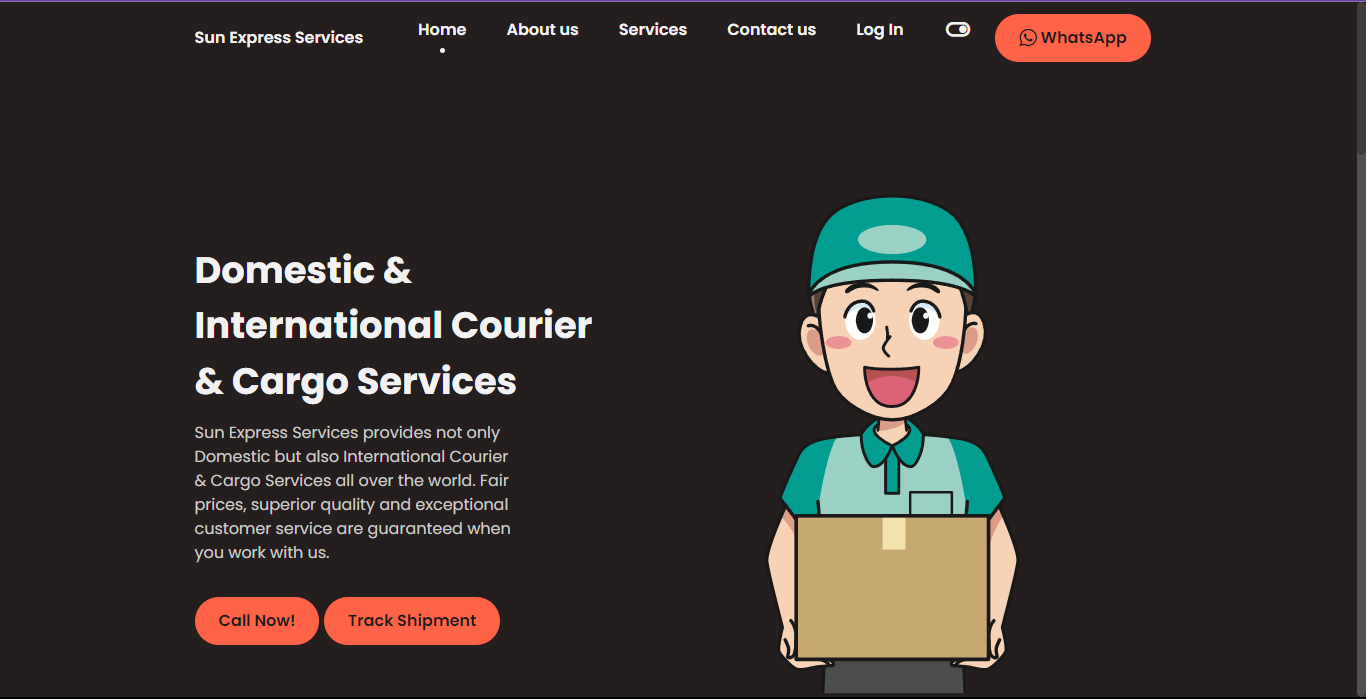 Sun Express Services
Home
About us
Services
Contact us
Log In
WhatsApp
Domestic &
International Courier
& Cargo Services
Sun Express Services provides not only
Domestic but also International Courier
& Cargo Services all over the world. Fair
prices, superior quality and exceptional
customer service are guaranteed when
you work with us.
Call Now!
Track Shipment